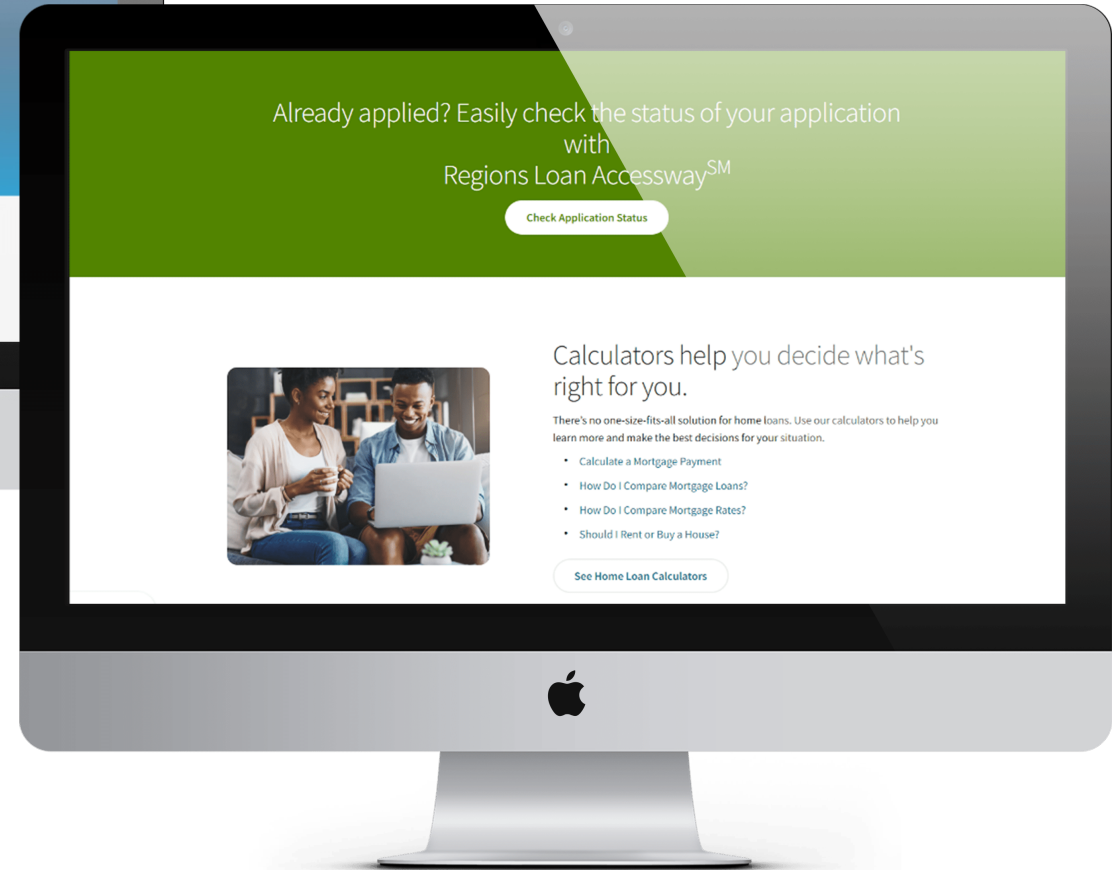 Already applied? Easily check the status of your application
with
Regions Loan Accessway℠
Check Application Status
Calculators help you decide what's
right for you.
There's no one-size-fits-all solution for home loans. Use our calculators to help you
learn more and make the best decisions for your situation.
• Calculate a Mortgage Payment
• How Do I Compare Mortgage Loans?
• How Do I Compare Mortgage Rates?
• Should I Rent or Buy a House?
See Home Loan Calculators